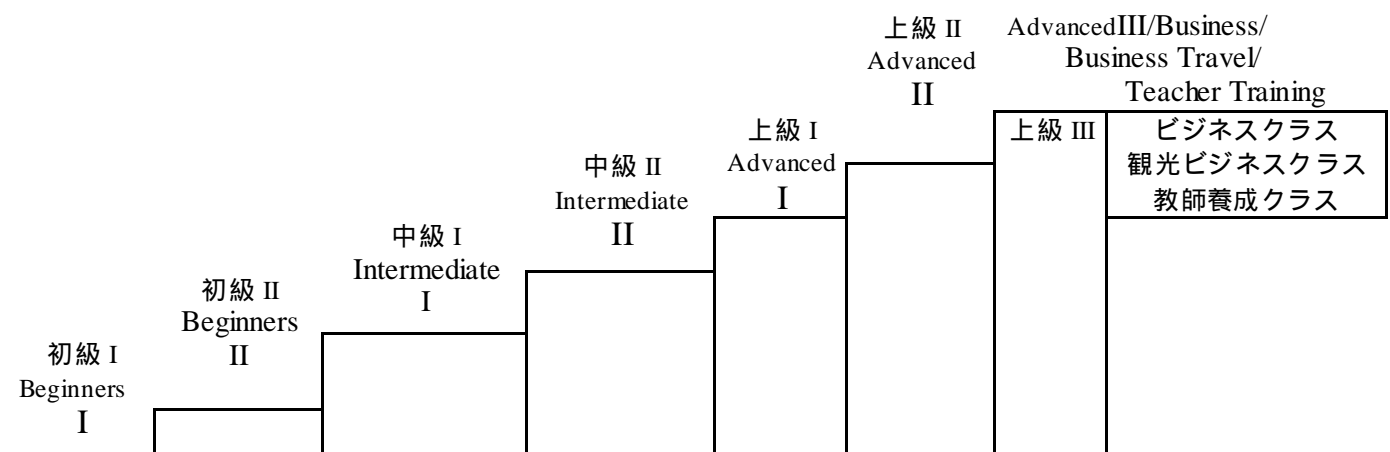 初級 I
Beginners
I
初級 II
Beginners
II
中級 I
Intermediate
I
中級 II
Intermediate
II
上級 I
Advanced
I
上級 II
Advanced
II
AdvancedIII/Business/
Business Travel/
Teacher Training
上級 III
ビジネスクラス
観光ビジネスクラス
教師養成クラス